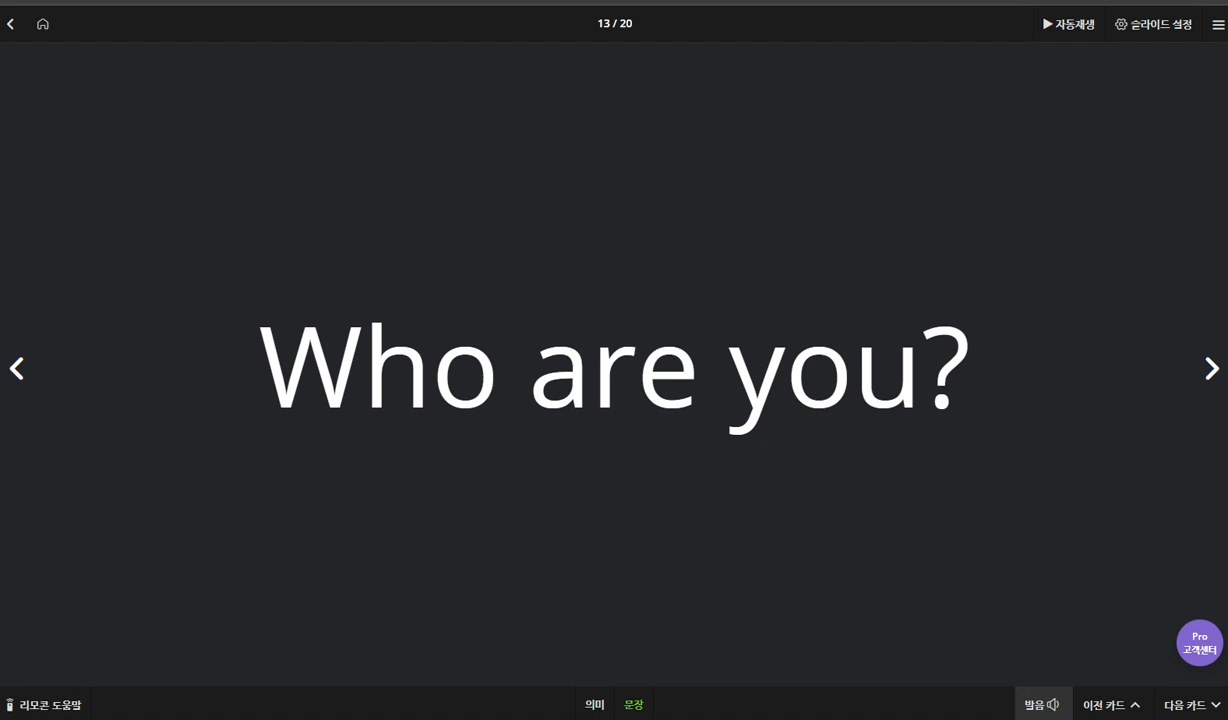 13 / 20
자동재생
슬라이드 설정
Who are you?
Pro
고객센터
리모콘 도움말
의미
문장
발음
이전 카드
다음 카드